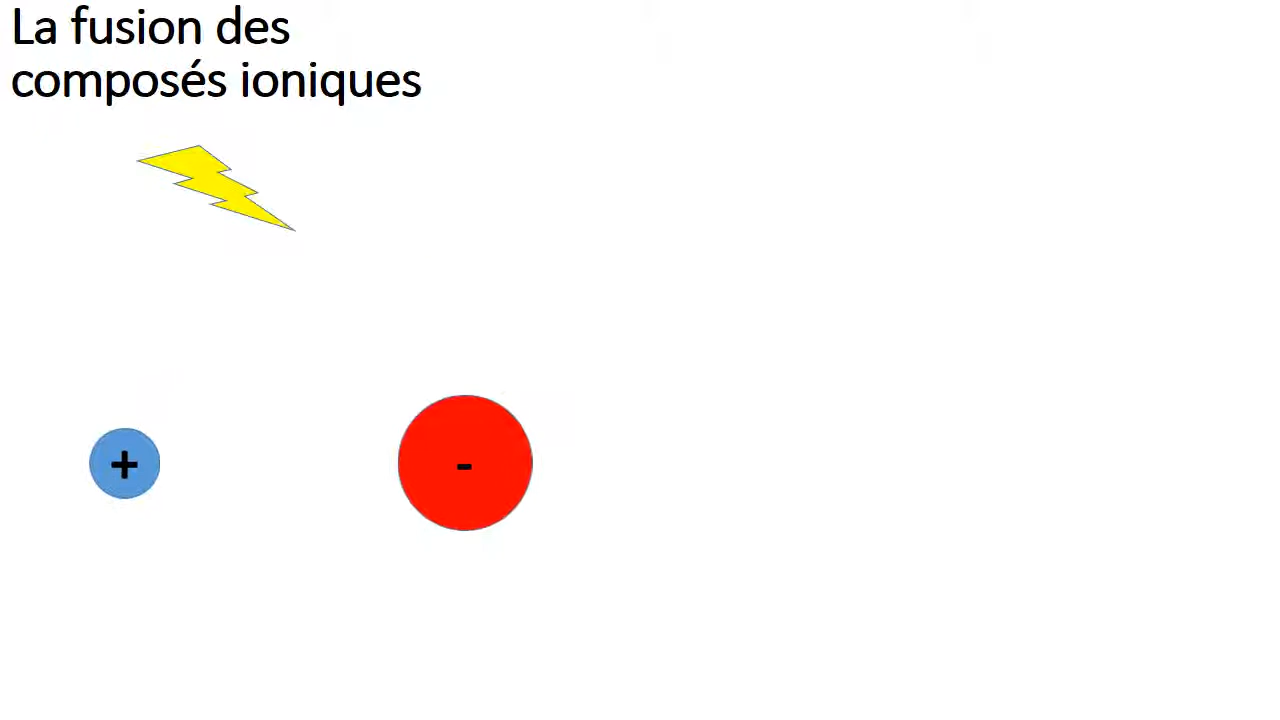 La fusion des
composés ioniques
+
-